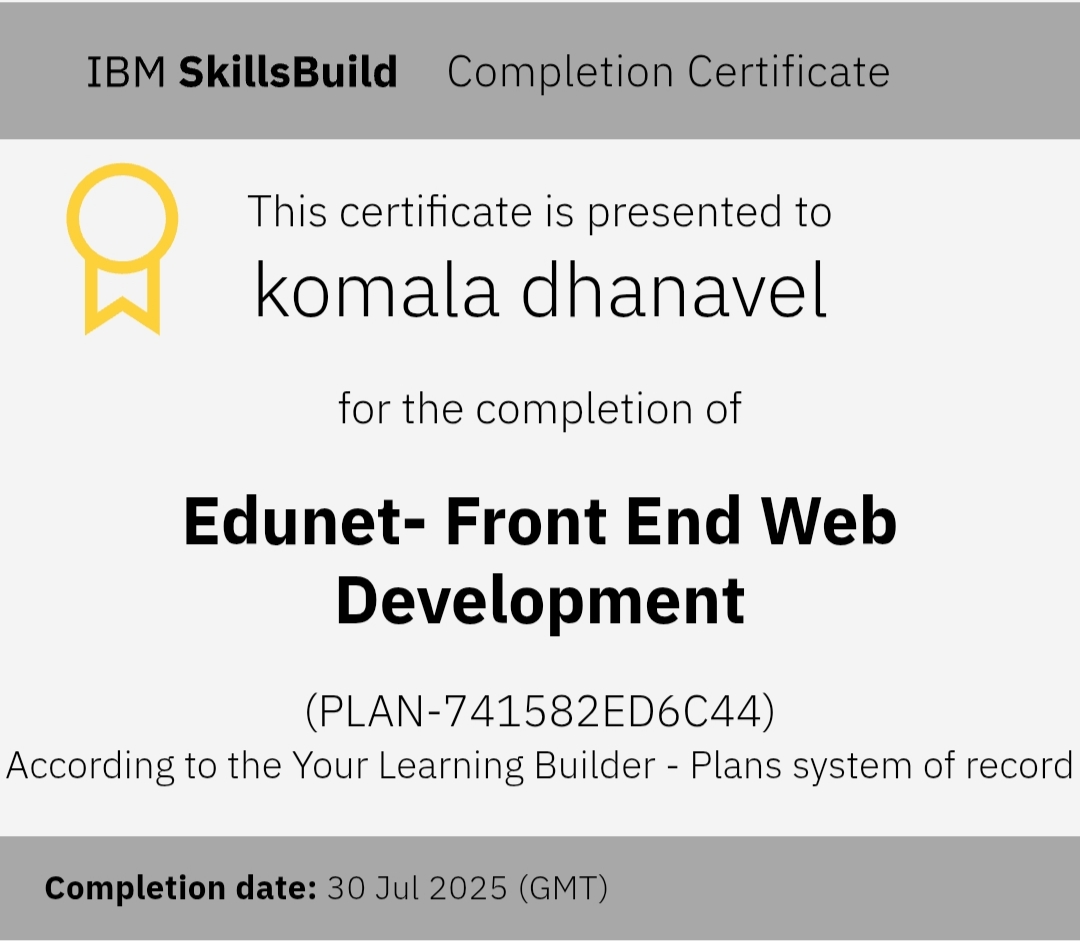 IBM SkillsBuild Completion Certificate
This certificate is presented to
komala dhanavel
for the completion of
Edunet- Front End Web
Development
(PLAN-741582ED6C44)
According to the Your Learning Builder - Plans system of record
Completion date: 30 Jul 2025 (GMT)